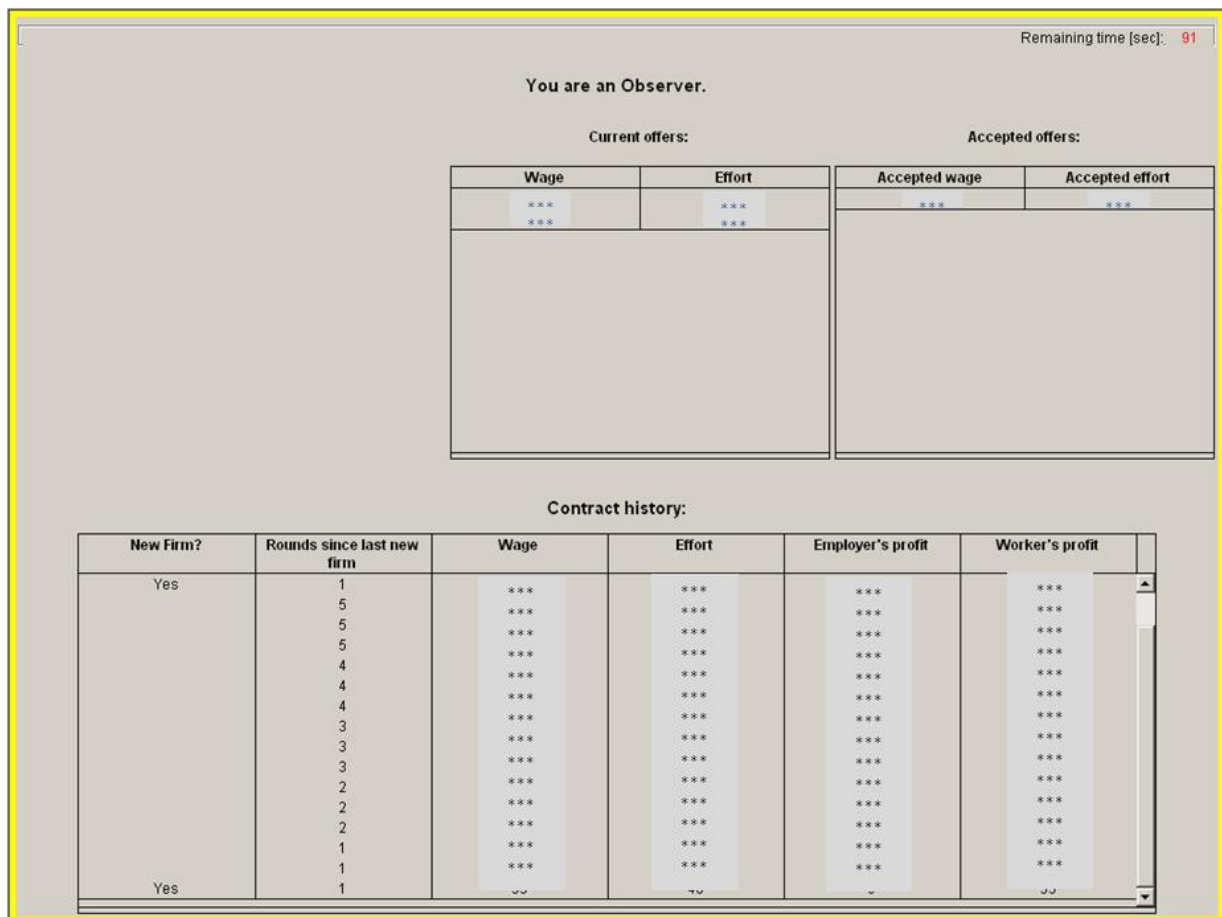 Remaining time [sec]: 91
You are an Observer.
Current offers: Accepted offers:
Wage Effort Accepted wage Accepted effort
*** *** *** ***
*** ***
Contract history:
New Firm? Rounds since last new firm Wage Effort Employer's profit Worker's profit
Yes 1 *** *** *** ***
5 *** *** *** ***
5 *** *** *** ***
5 *** *** *** ***
4 *** *** *** ***
4 *** *** *** ***
4 *** *** *** ***
3 *** *** *** ***
3 *** *** *** ***
3 *** *** *** ***
2 *** *** *** ***
2 *** *** *** ***
2 *** *** *** ***
1 *** *** *** ***
1
Yes 1